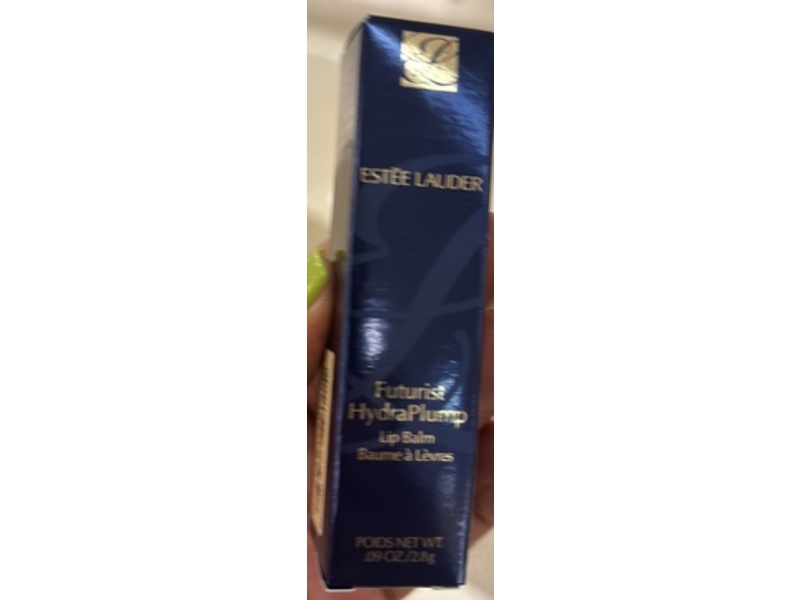 ESTĒE LAUDER
Futurist
HydraPlump
Lip Balm
Baume à Lèvres
POIDS NET WT.
.09 OZ./2.8g